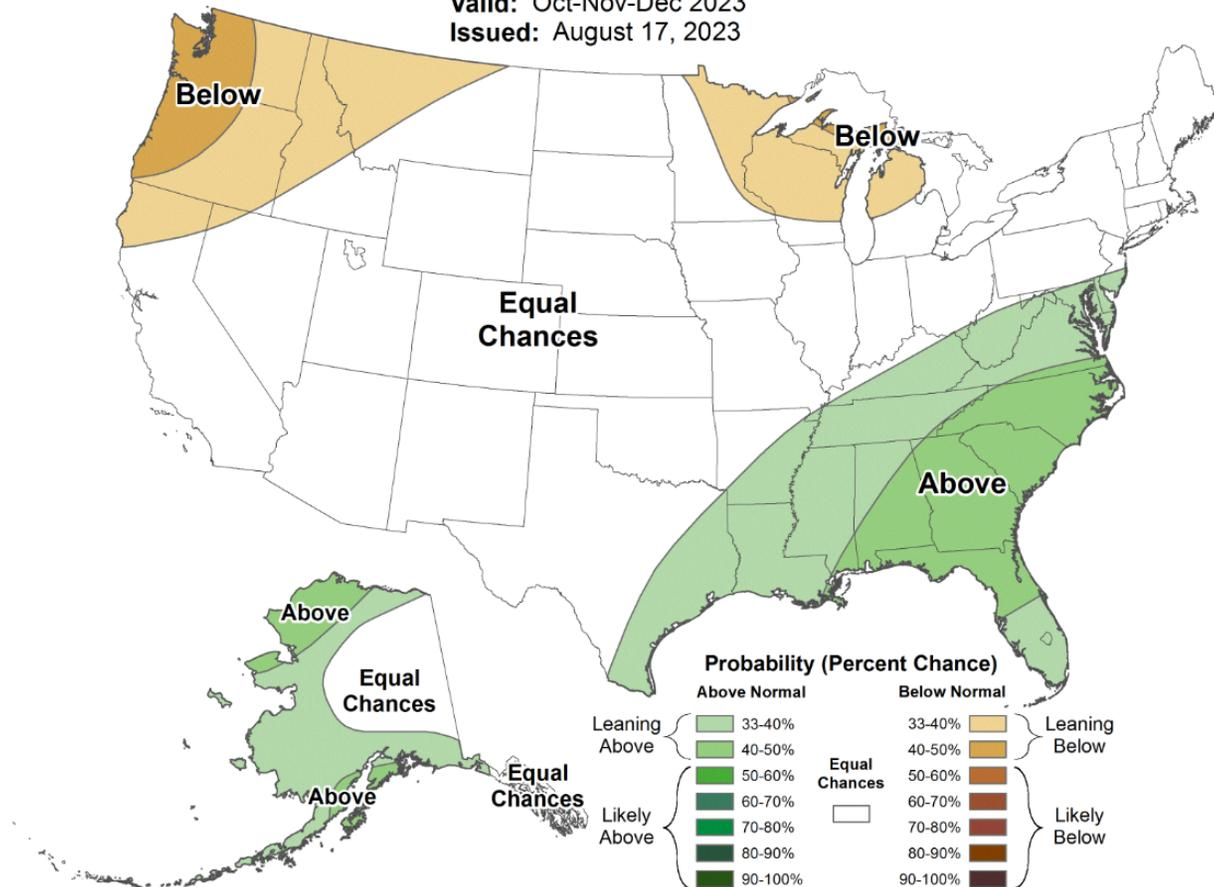 Valid: Oct-Nov-Dec 2023
Issued: August 17, 2023
Below
Below
Equal
Chances
Above
Above
Equal
Chances
Above
Equal
Chances
Probability (Percent Chance)
Above Normal
Below Normal
Leaning
Above
33-40%
40-50%
Likely
Above
50-60%
60-70%
70-80%
80-90%
90-100%
Equal
Chances
33-40%
40-50%
Leaning
Below
50-60%
60-70%
70-80%
80-90%
90-100%
Likely
Below